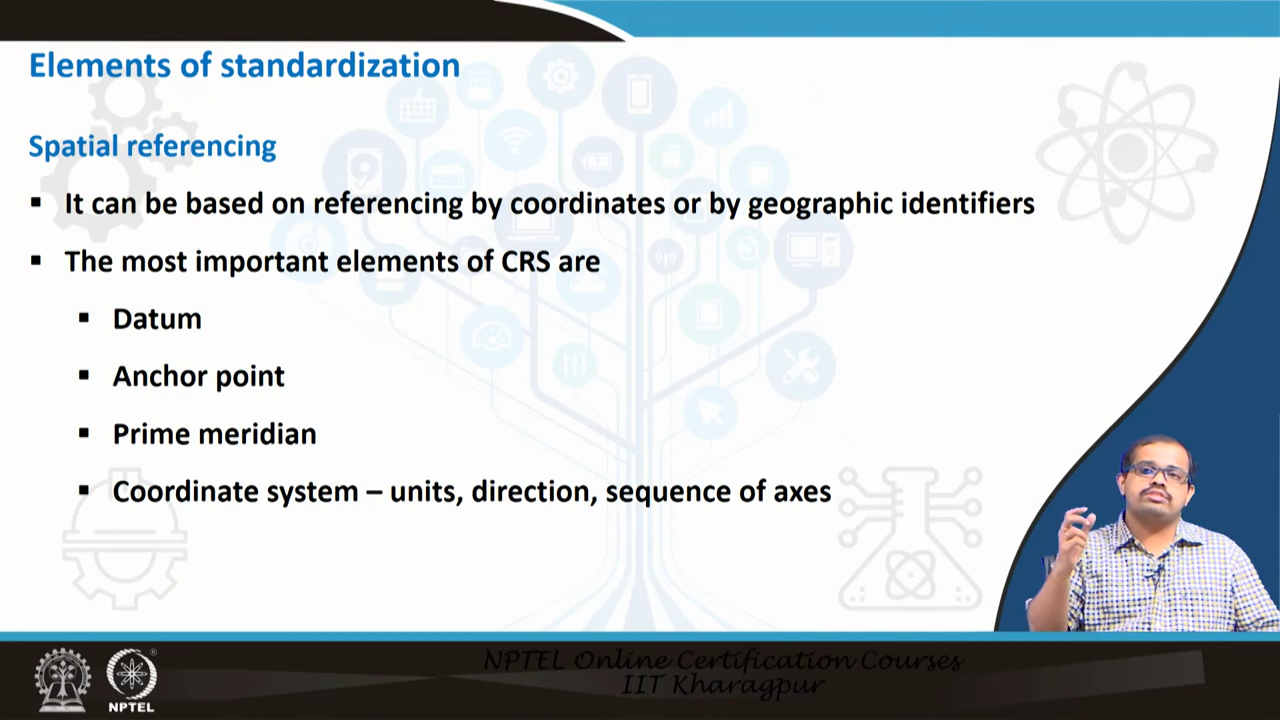 Elements of standardization
Spatial referencing
▪ It can be based on referencing by coordinates or by geographic identifiers
▪ The most important elements of CRS are
▪ Datum
▪ Anchor point
▪ Prime meridian
▪ Coordinate system – units, direction, sequence of axes
NPTEL Online Certification Courses
IIT Kharagpur
NPTEL